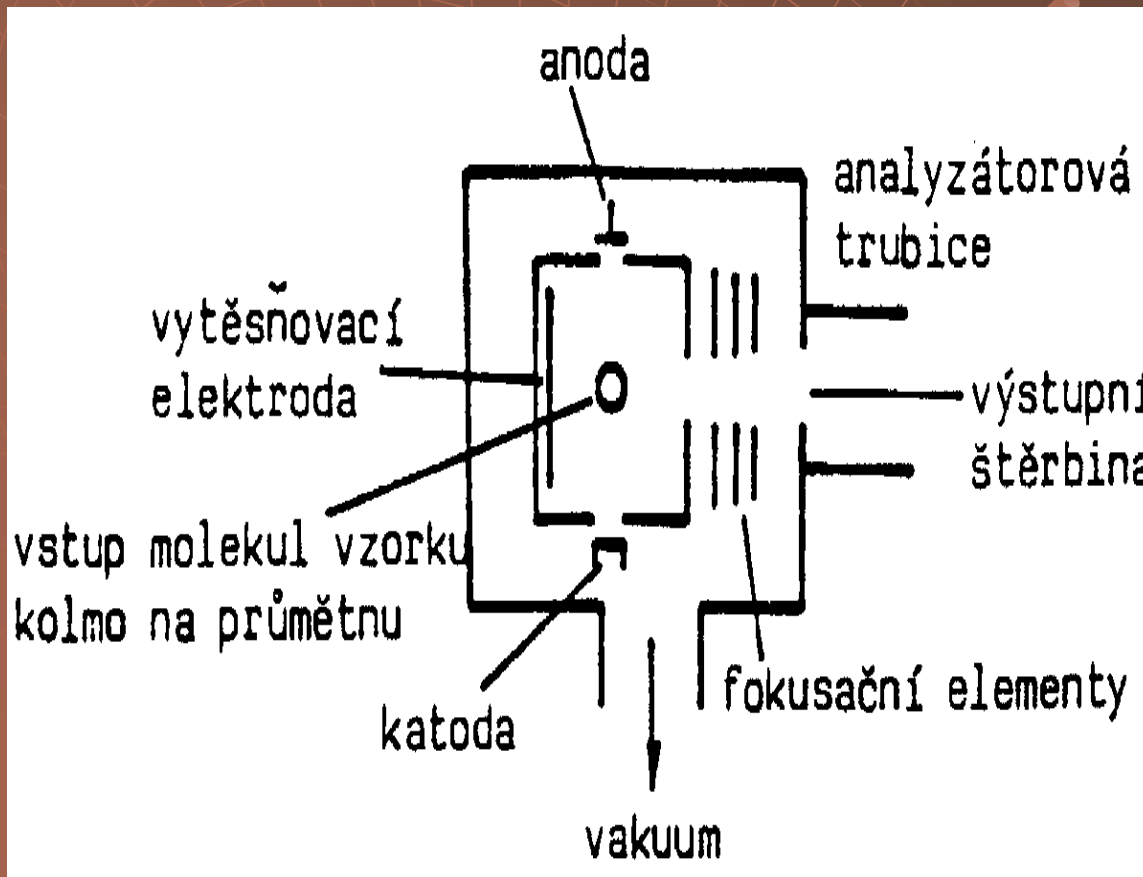 anoda
analyzátorová
trubice
vytěsňovací
elektroda
výstupní
štěrbina
vstup molekul vzorku
kolmo na průmětnu
fokusační elementy
katoda
vakuum